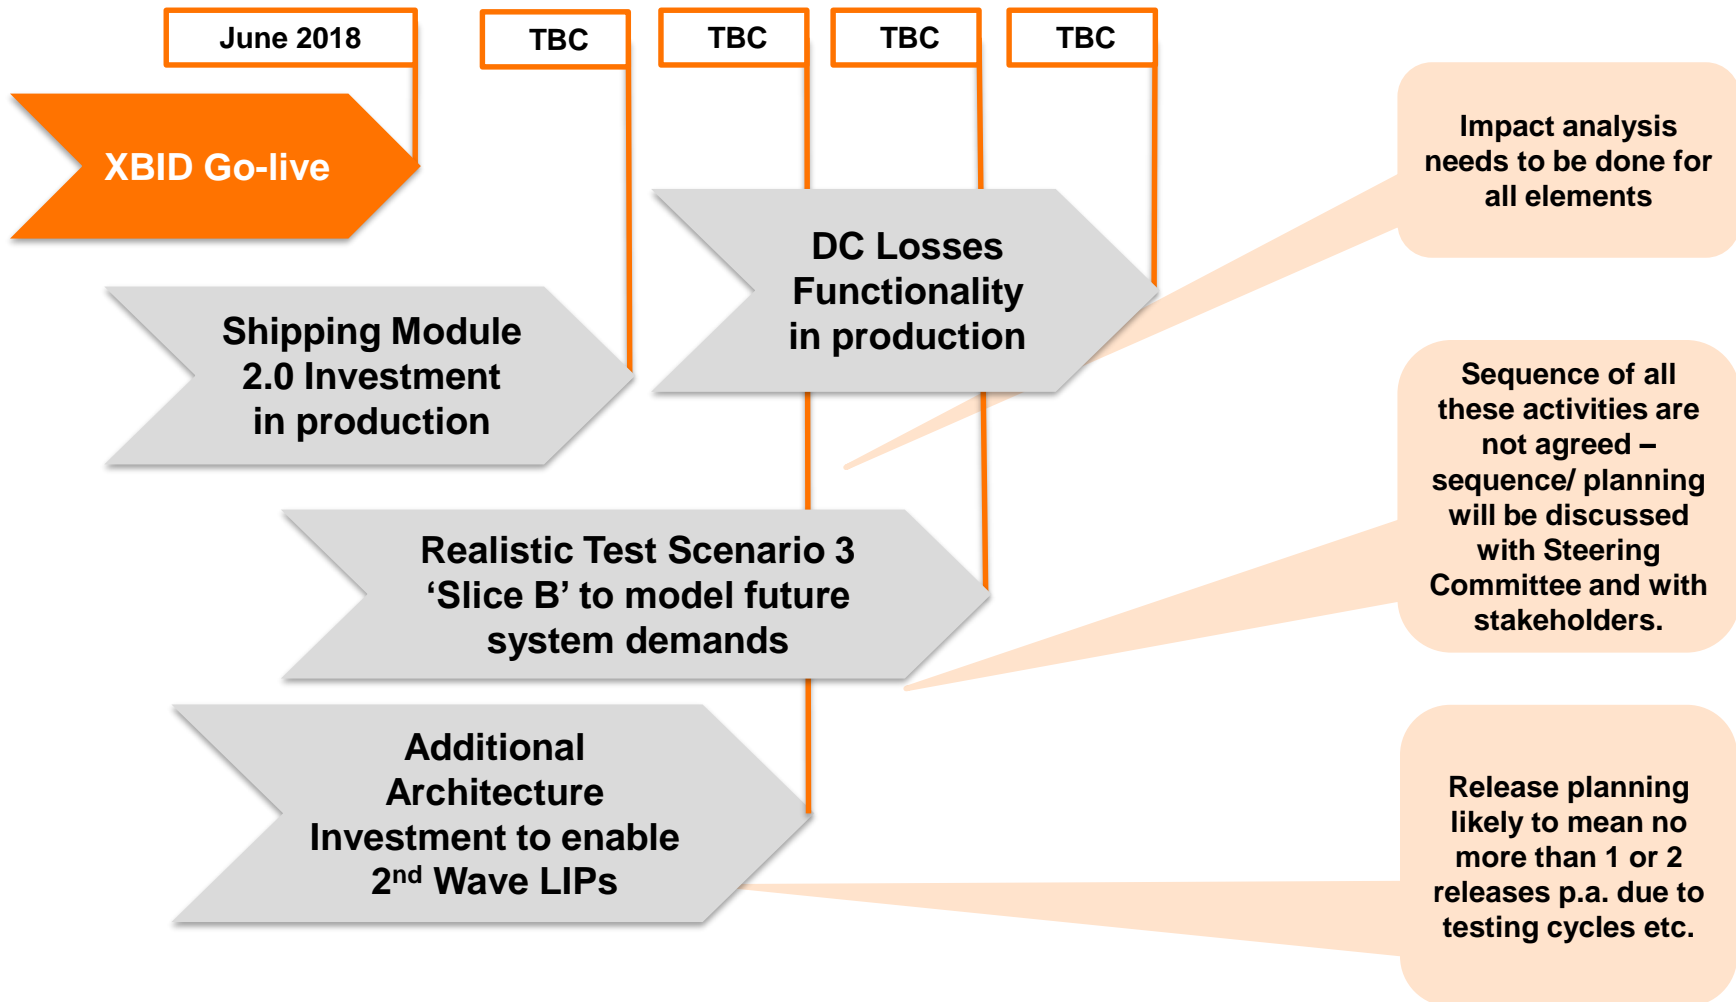 June 2018
TBC
TBC
TBC
TBC
XBID Go-live
DC Losses
Functionality
in production
Shipping Module
2.0 Investment
in production
Realistic Test Scenario 3
‘Slice B’ to model future
system demands
Additional
Architecture
Investment to enable
2nd Wave LIPs
Impact analysis
needs to be done for
all elements
Sequence of all
these activities are
not agreed –
sequence/ planning
will be discussed
with Steering
Committee and with
stakeholders.
Release planning
likely to mean no
more than 1 or 2
releases p.a. due to
testing cycles etc.